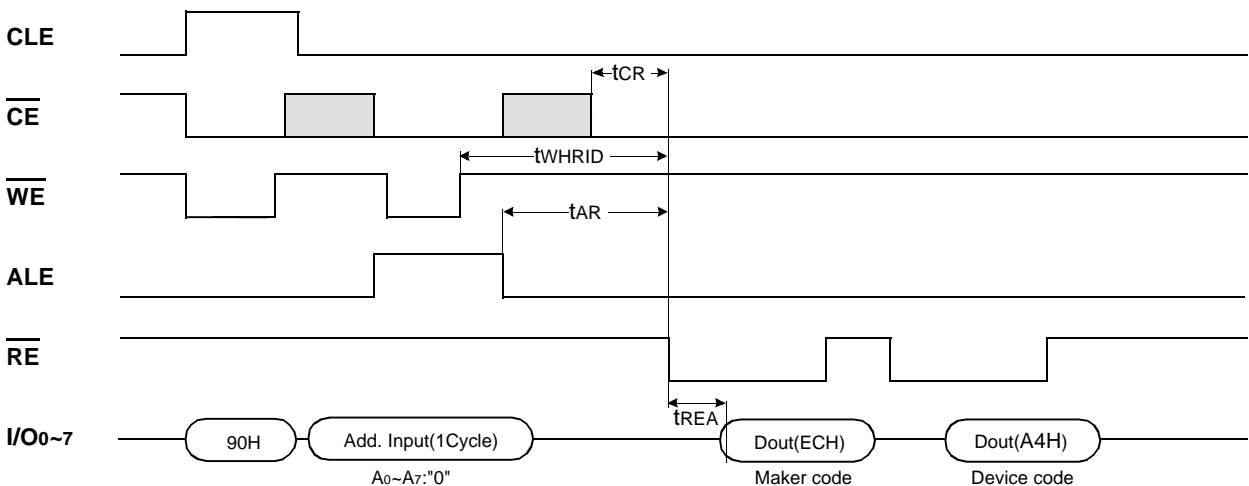 CLE
tCR
CE
tWHRID
WE
tAR
ALE
RE
tREA
I/O0~7
90H
Add. Input(1Cycle)
Dout(ECH)
Dout(A4H)
A0~A7:"0"
Maker code
Device code